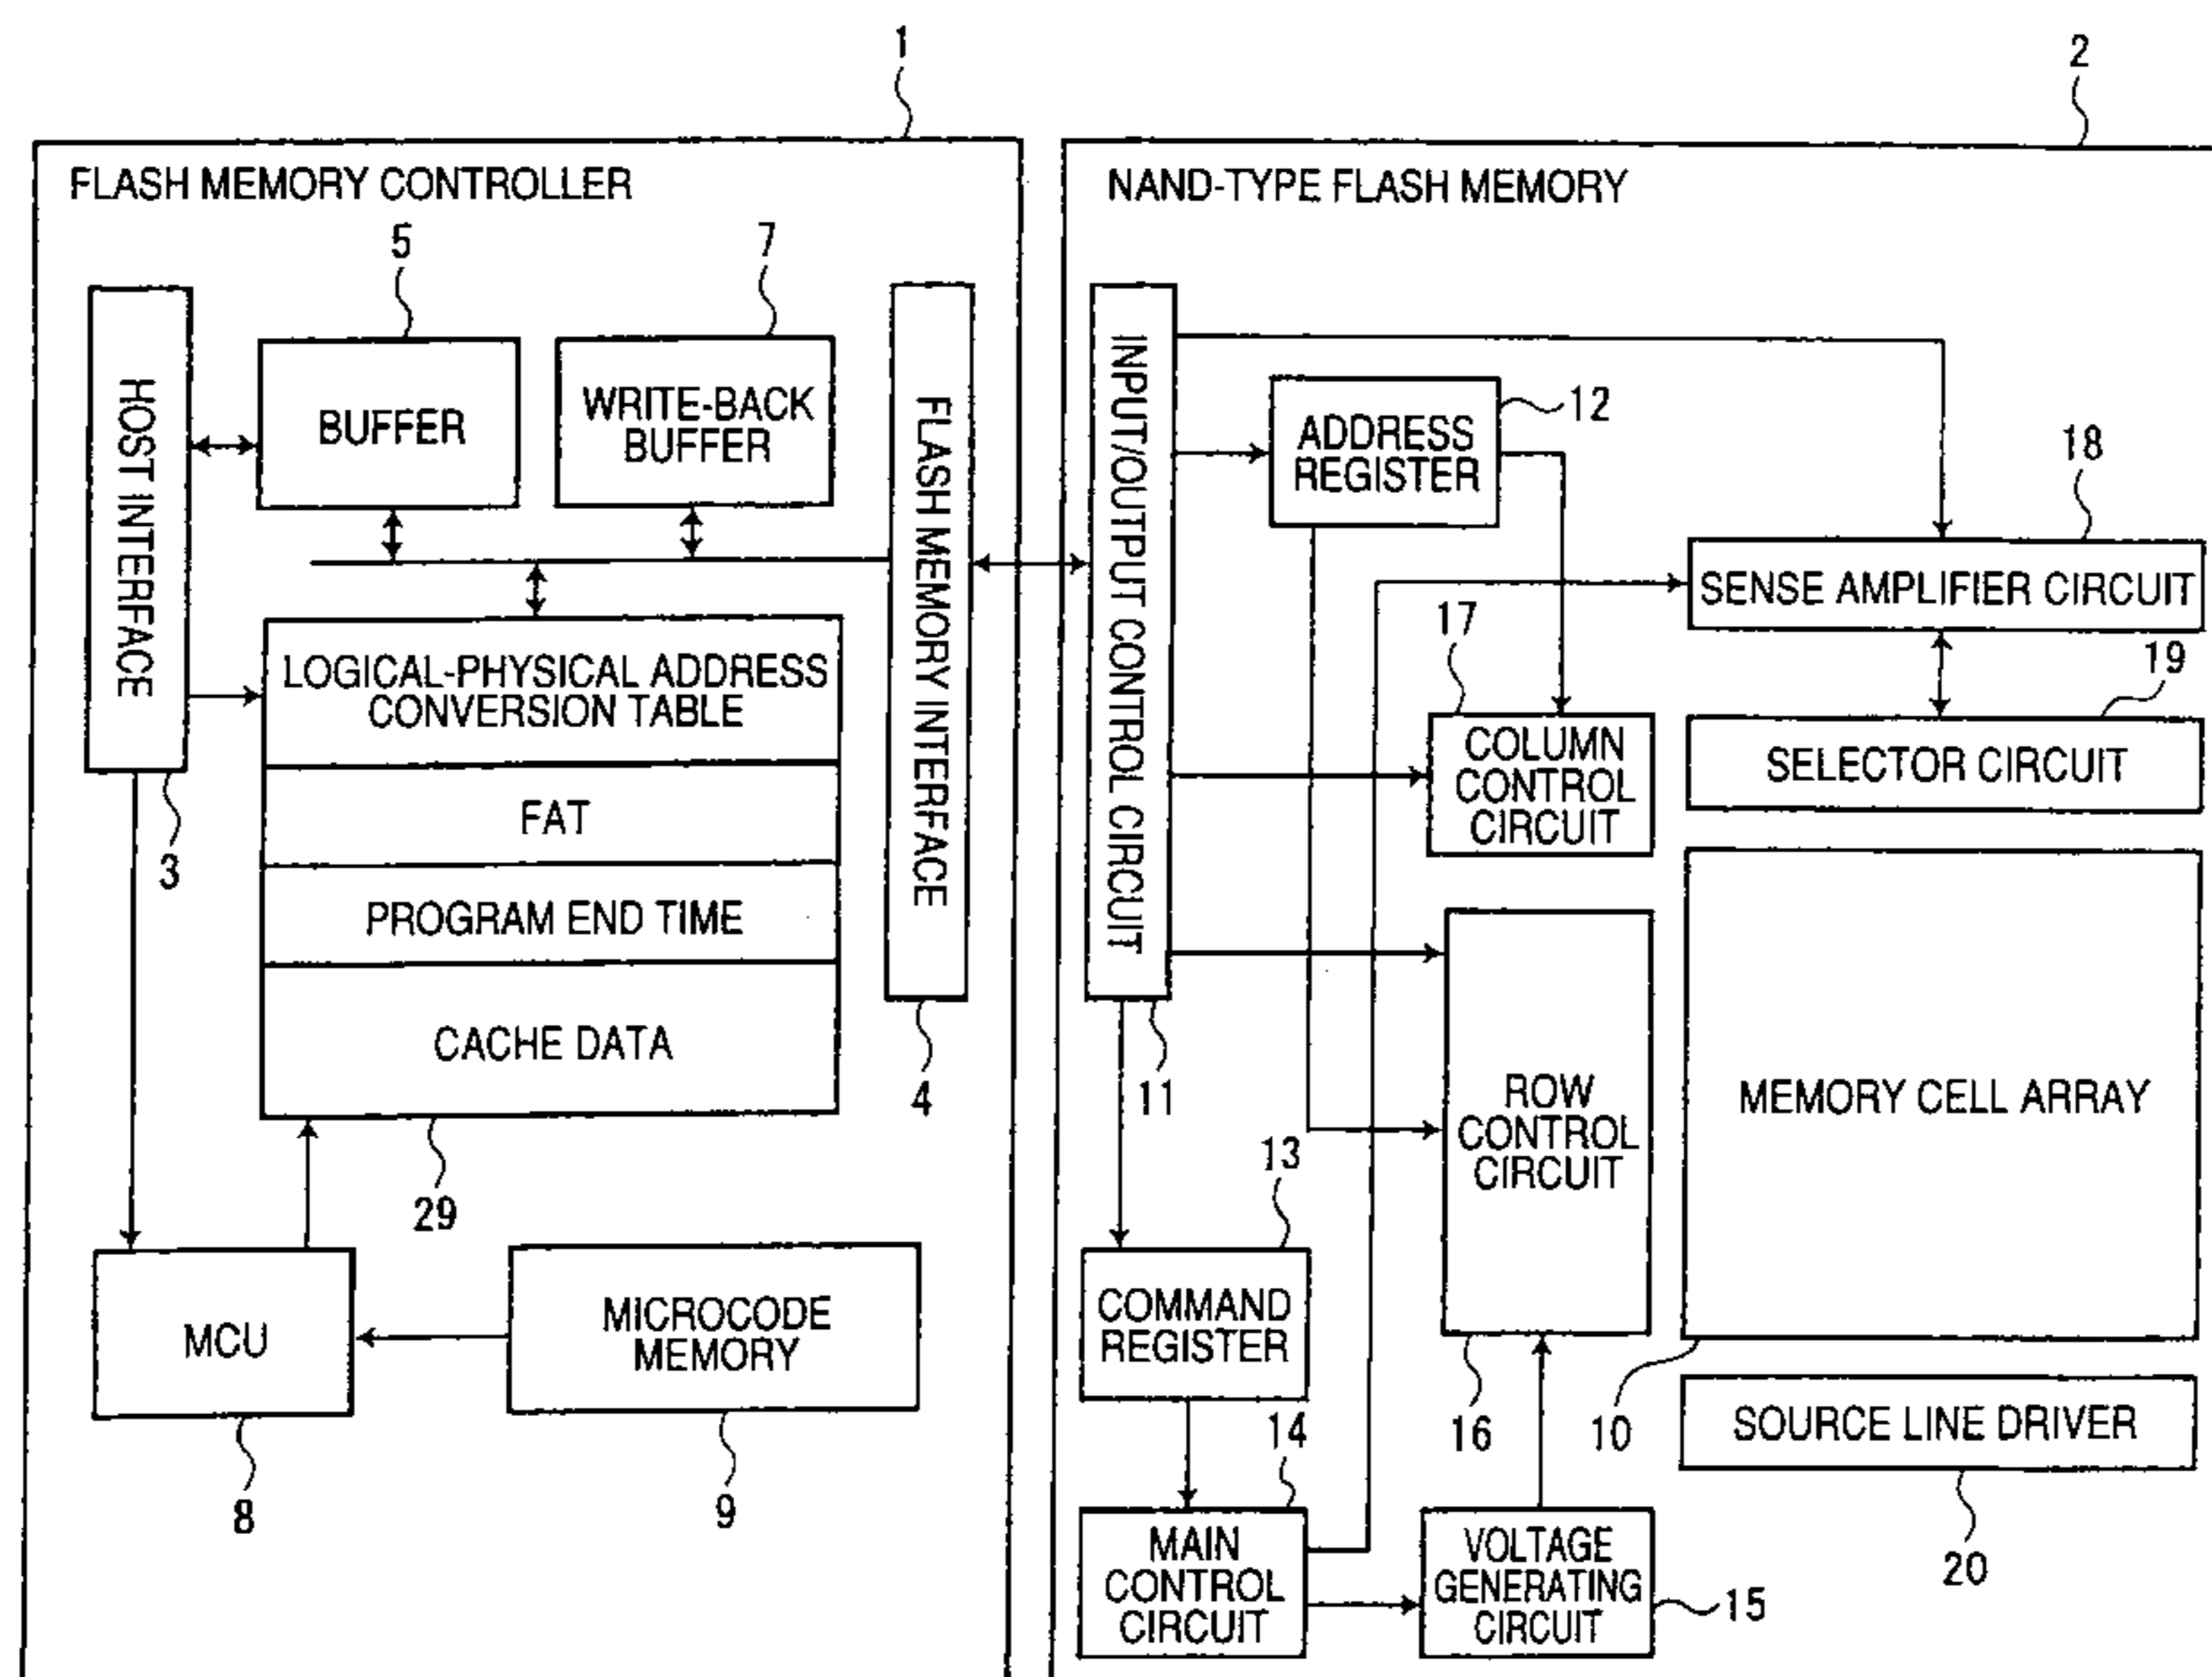 1
2
FLASH MEMORY CONTROLLER
5
7
HOST INTERFACE
BUFFER
WRITE-BACK
BUFFER
FLASH MEMORY INTERFACE
LOGICAL-PHYSICAL ADDRESS
CONVERSION TABLE
FAT
PROGRAM END TIME
CACHE DATA
3
4
29
MCU
MICROCODE
MEMORY
8
9
NAND-TYPE FLASH MEMORY
INPUT/OUTPUT CONTROL CIRCUIT
ADDRESS
REGISTER
12
18
SENSE AMPLIFIER CIRCUIT
17
19
COLUMN
CONTROL
CIRCUIT
SELECTOR CIRCUIT
11
ROW
CONTROL
CIRCUIT
MEMORY CELL ARRAY
13
COMMAND
REGISTER
16
10
SOURCE LINE DRIVER
14
20
MAIN
CONTROL
CIRCUIT
VOLTAGE
GENERATING
CIRCUIT
15